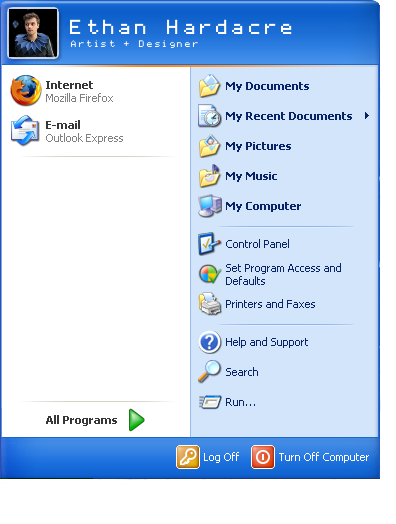 Ethan Hardacre
Artist + Designer
Internet
Mozilla Firefox
E-mail
Outlook Express
All Programs
My Documents
My Recent Documents
My Pictures
My Music
My Computer
Control Panel
Set Program Access and
Defaults
Printers and Faxes
Help and Support
Search
Run...
Log Off
Turn Off Computer